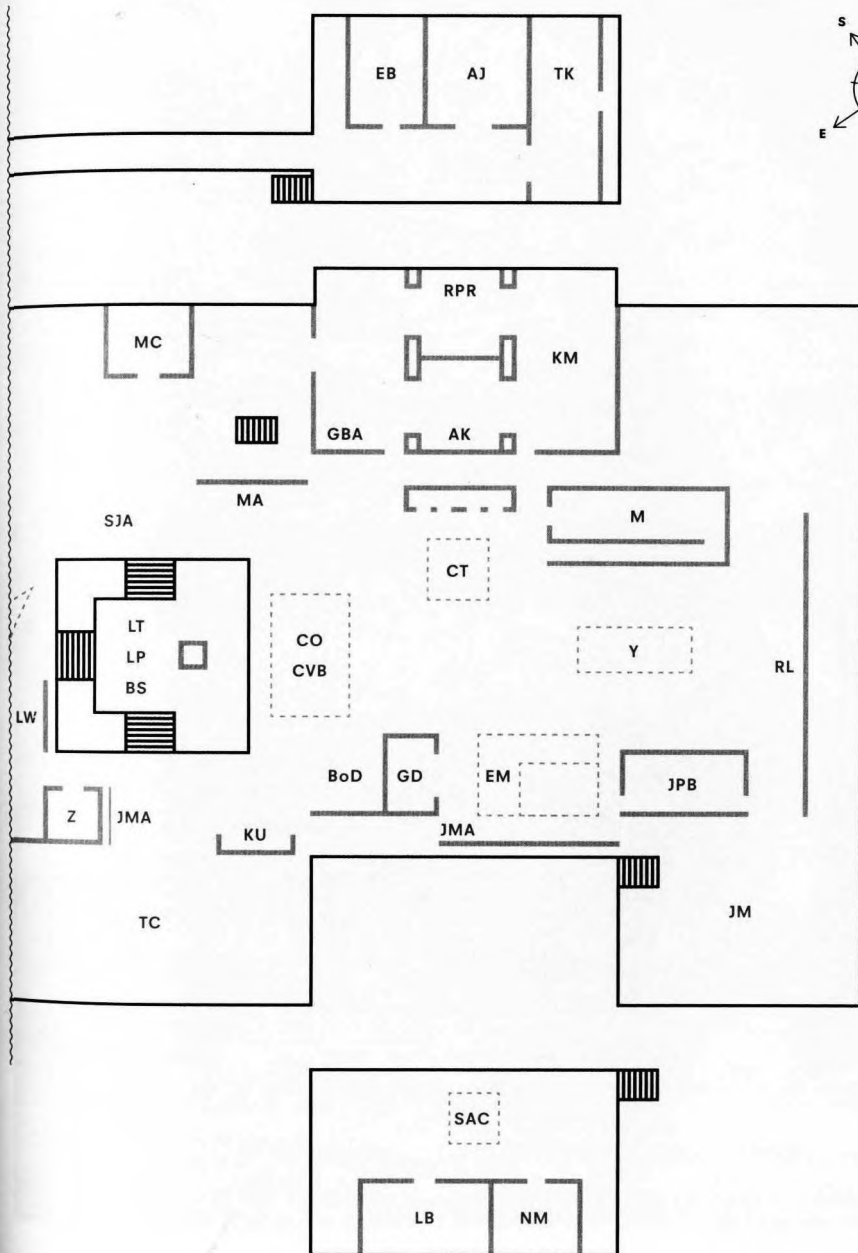 S
EB AJ TK
E
RPR
MC
KM
GBA AK
MA
M
SJA
CT
LT
CO
Y
LP
CVB
RL
BS
LW
BoD GD EM
JPB
Z JMA
KU JMA
TC
JM
SAC
LB NM